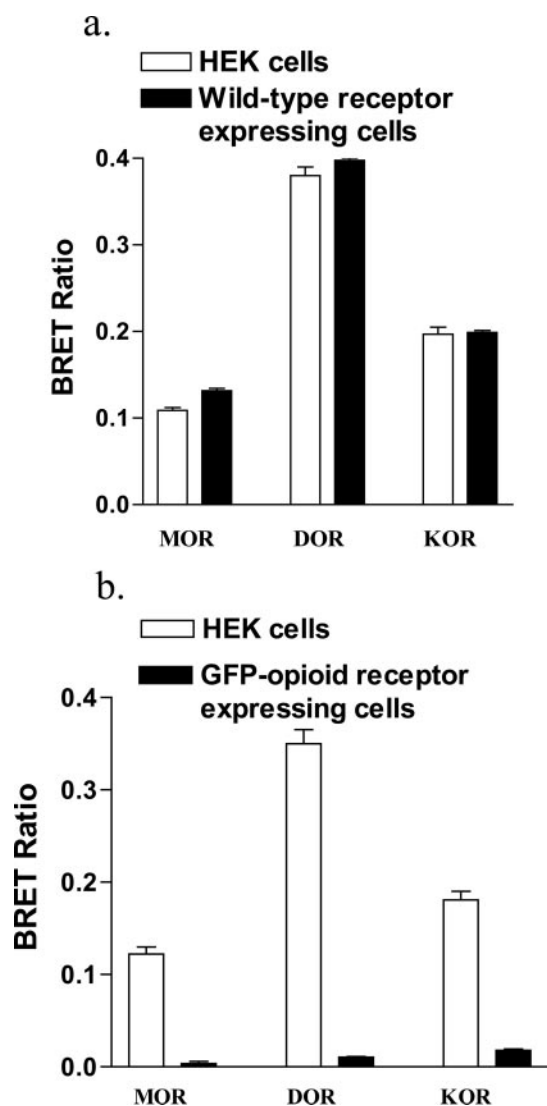 a.
HEK cells
Wild-type receptor
expressing cells
0.4
0.3
0.2
0.1
0.0
BRET Ratio
MOR DOR KOR
b.
HEK cells
GFP-opioid receptor
expressing cells
0.4
0.3
0.2
0.1
0.0
BRET Ratio
MOR DOR KOR